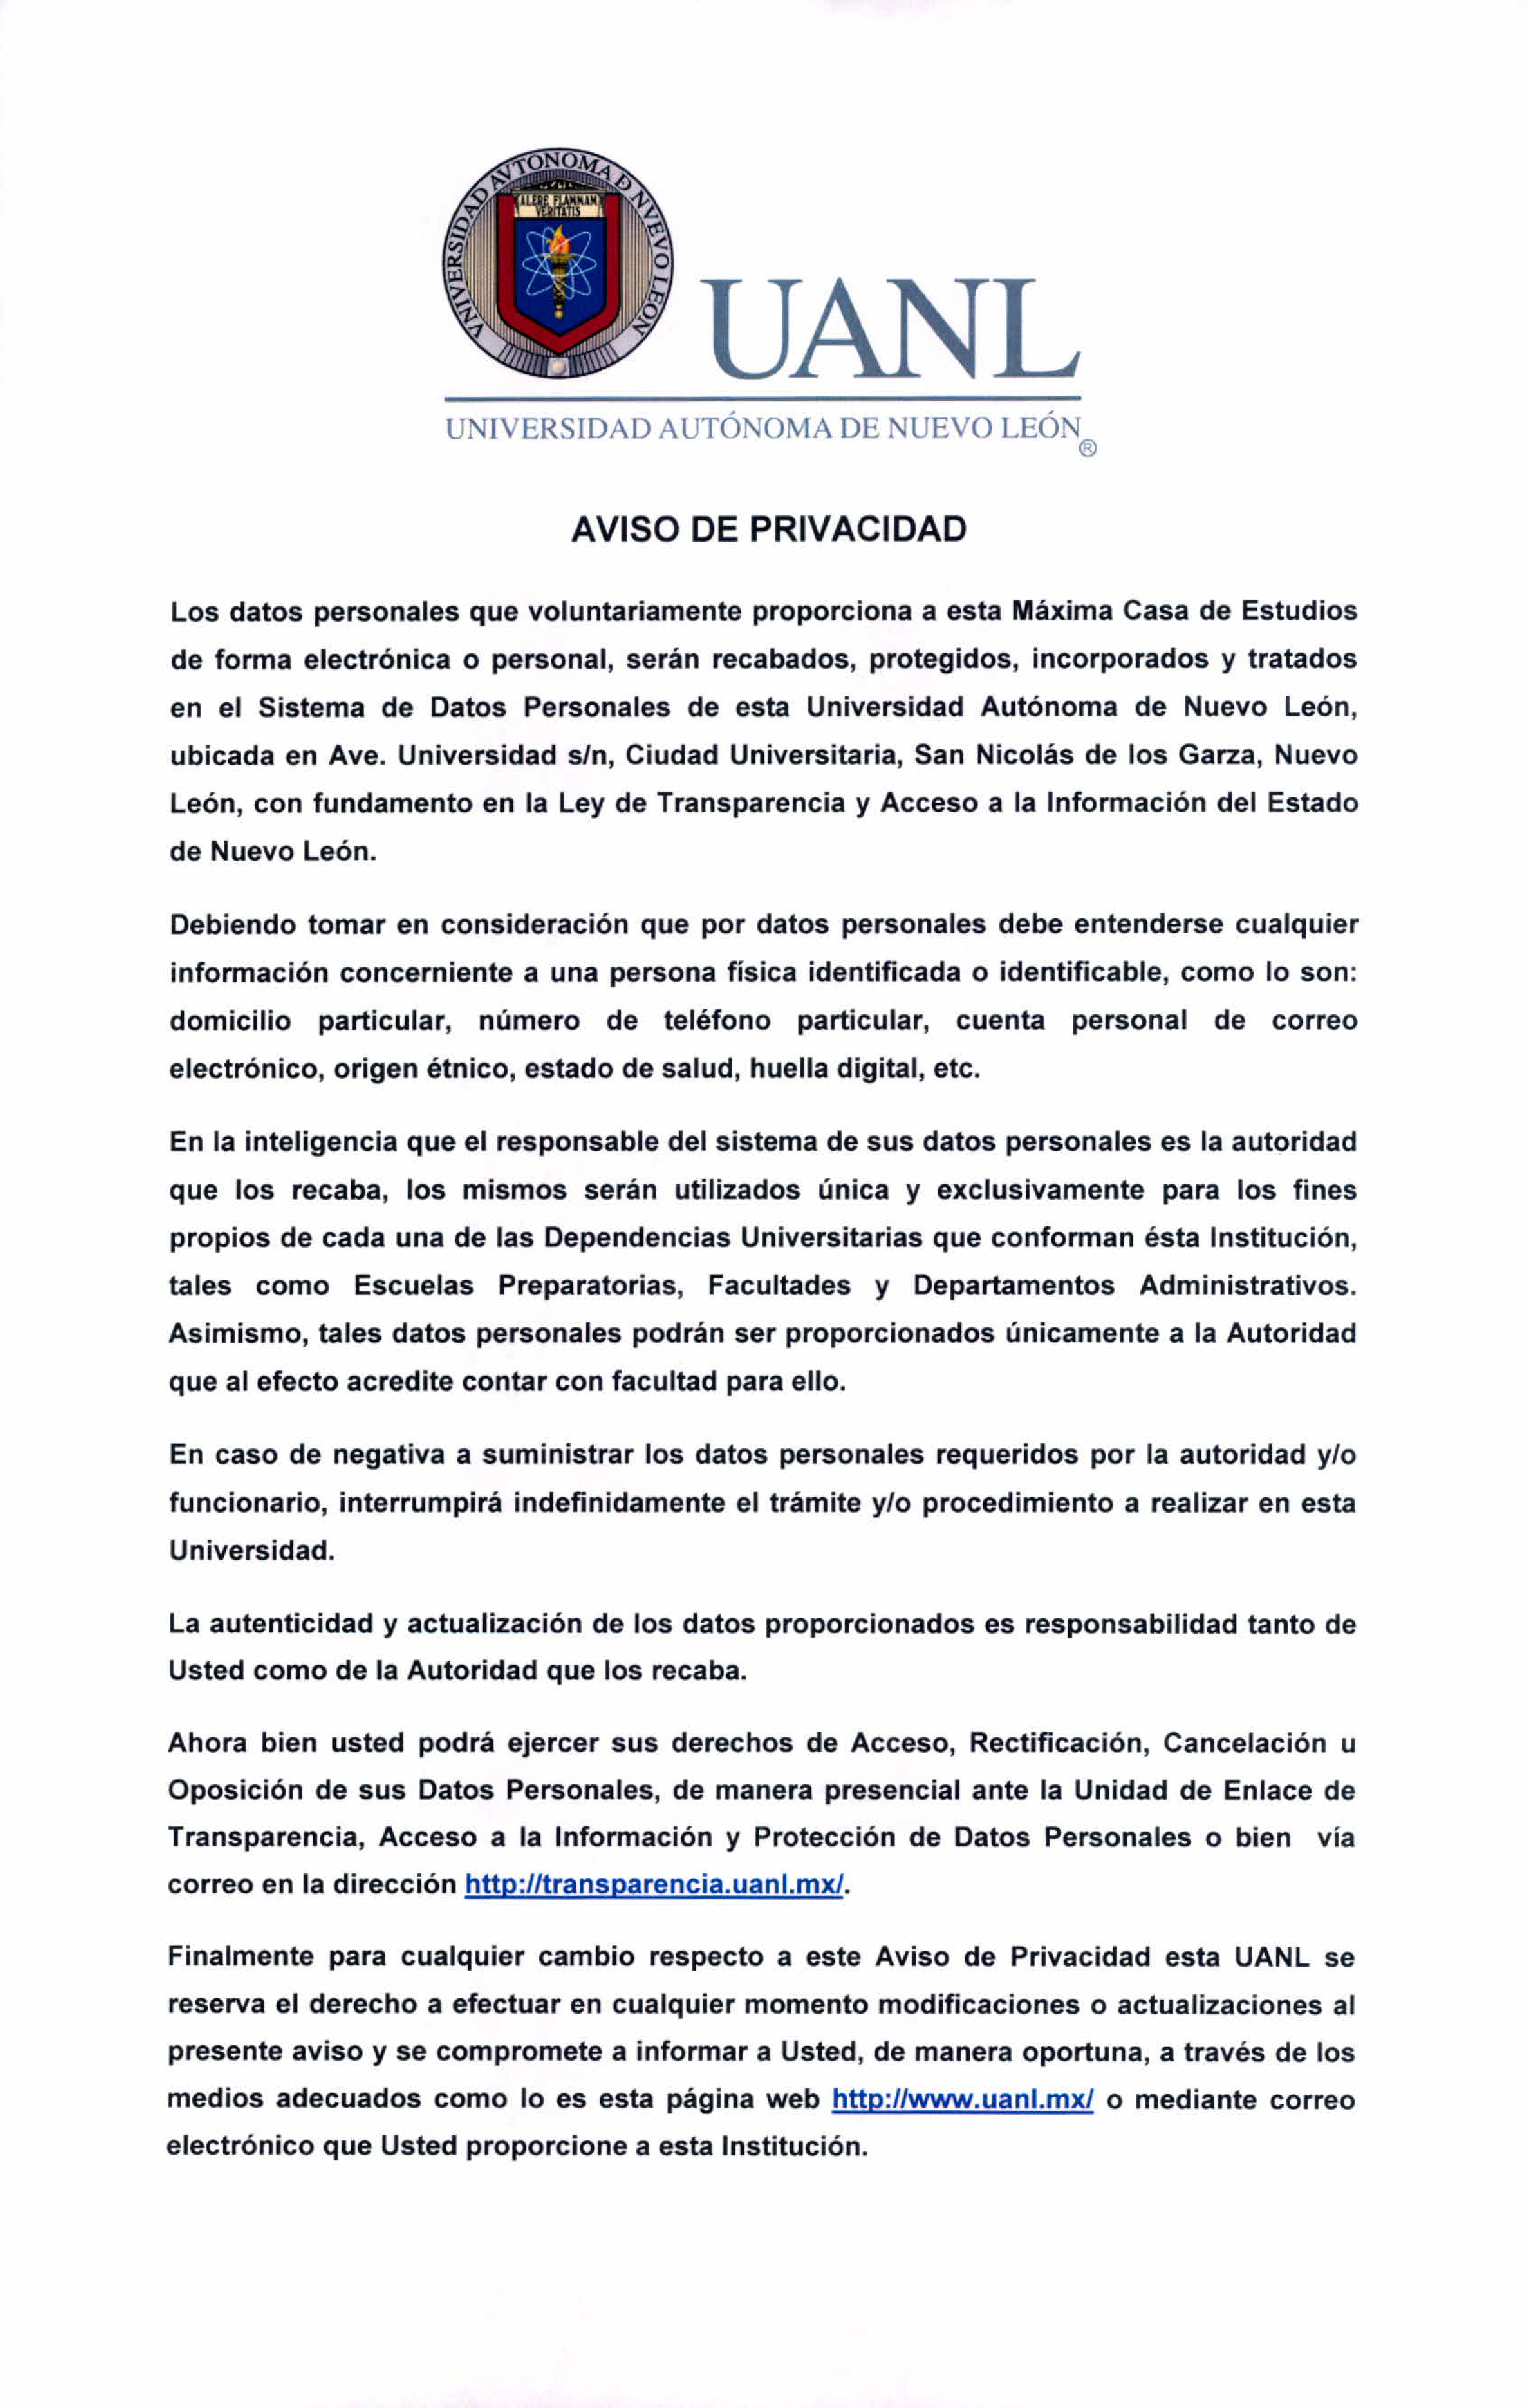 UNIVERSIDAD AVTONOMA D NVEVO LEON
ALERE FLAMMAM
VERITATIS
UANL
UNIVERSIDAD AUTÓNOMA DE NUEVO LEÓN®
AVISO DE PRIVACIDAD
Los datos personales que voluntariamente proporciona a esta Máxima Casa de Estudios
de forma electrónica o personal, serán recabados, protegidos, incorporados y tratados
en el Sistema de Datos Personales de esta Universidad Autónoma de Nuevo León,
ubicada en Ave. Universidad s/n, Ciudad Universitaria, San Nicolás de los Garza, Nuevo
León, con fundamento en la Ley de Transparencia y Acceso a la Información del Estado
de Nuevo León.
Debiendo tomar en consideración que por datos personales debe entenderse cualquier
información concerniente a una persona física identificada o identificable, como lo son:
domicilio particular, número de teléfono particular, cuenta personal de correo
electrónico, origen étnico, estado de salud, huella digital, etc.
En la inteligencia que el responsable del sistema de sus datos personales es la autoridad
que los recaba, los mismos serán utilizados única y exclusivamente para los fines
propios de cada una de las Dependencias Universitarias que conforman ésta Institución,
tales como Escuelas Preparatorias, Facultades y Departamentos Administrativos.
Asimismo, tales datos personales podrán ser proporcionados únicamente a la Autoridad
que al efecto acredite contar con facultad para ello.
En caso de negativa a suministrar los datos personales requeridos por la autoridad y/o
funcionario, interrumpirá indefinidamente el trámite y/o procedimiento a realizar en esta
Universidad.
La autenticidad y actualización de los datos proporcionados es responsabilidad tanto de
Usted como de la Autoridad que los recaba.
Ahora bien usted podrá ejercer sus derechos de Acceso, Rectificación, Cancelación u
Oposición de sus Datos Personales, de manera presencial ante la Unidad de Enlace de
Transparencia, Acceso a la Información y Protección de Datos Personales o bien vía
correo en la dirección http://transparencia.uanl.mx/.
Finalmente para cualquier cambio respecto a este Aviso de Privacidad esta UANL se
reserva el derecho a efectuar en cualquier momento modificaciones o actualizaciones al
presente aviso y se compromete a informar a Usted, de manera oportuna, a través de los
medios adecuados como lo es esta página web http://www.uanl.mx/ o mediante correo
electrónico que Usted proporcione a esta Institución.